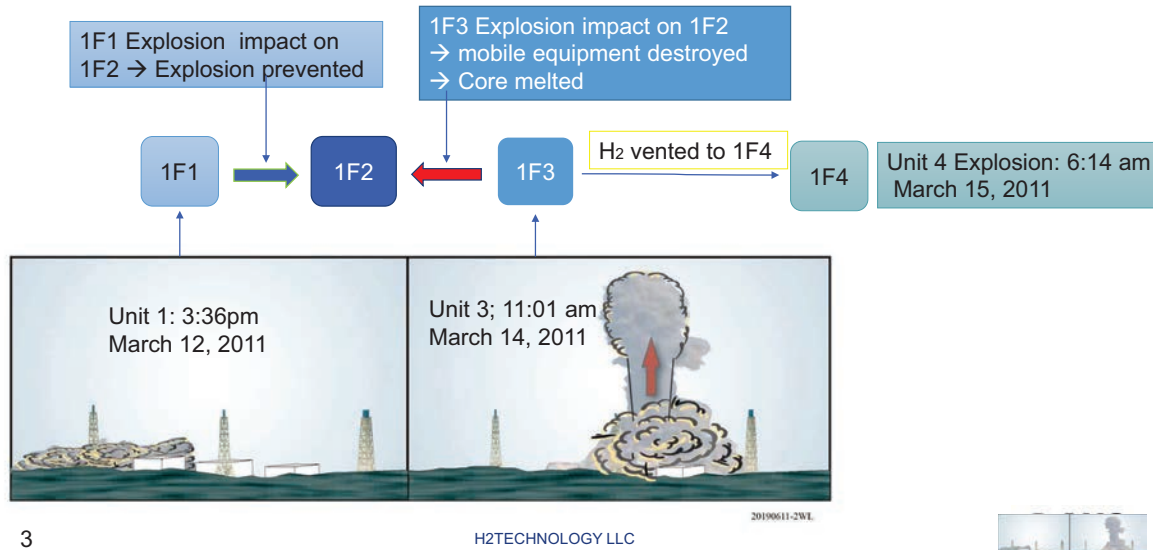 1F1 Explosion impact on
1F2 → Explosion prevented
1F3 Explosion impact on 1F2
→ mobile equipment destroyed
→ Core melted
1F1
1F2
1F3
H2 vented to 1F4
1F4
Unit 4 Explosion: 6:14 am
March 15, 2011
Unit 1: 3:36pm
March 12, 2011
Unit 3; 11:01 am
March 14, 2011
20190611-2WL
3
H2TECHNOLOGY LLC